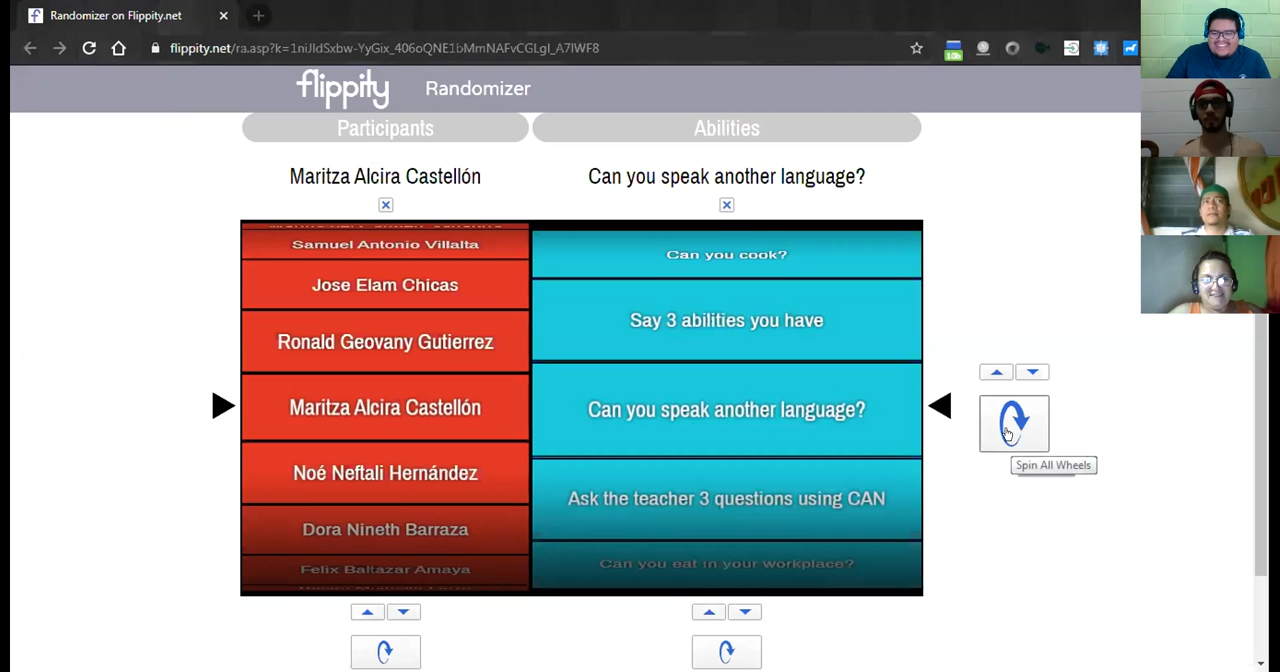 Randomizer on Flippity.net
flippity.net/ra.asp?k=1niJldSxbw-YyGix_406oQNE1bMmNAFvCGLgI_A7lWF8
10h
flippity Randomizer
Participants Abilities
Maritza Alcira Castellón Can you speak another language?
Samuel Antonio Villalta Can you cook?
Jose Elam Chicas Say 3 abilities you have
Ronald Geovany Gutierrez
Maritza Alcira Castellón Can you speak another language?
Noé Neftali Hernández Ask the teacher 3 questions using CAN
Dora Nineth Barraza
Felix Baltazar Amaya Can you eat in your workplace?
Spin All Wheels